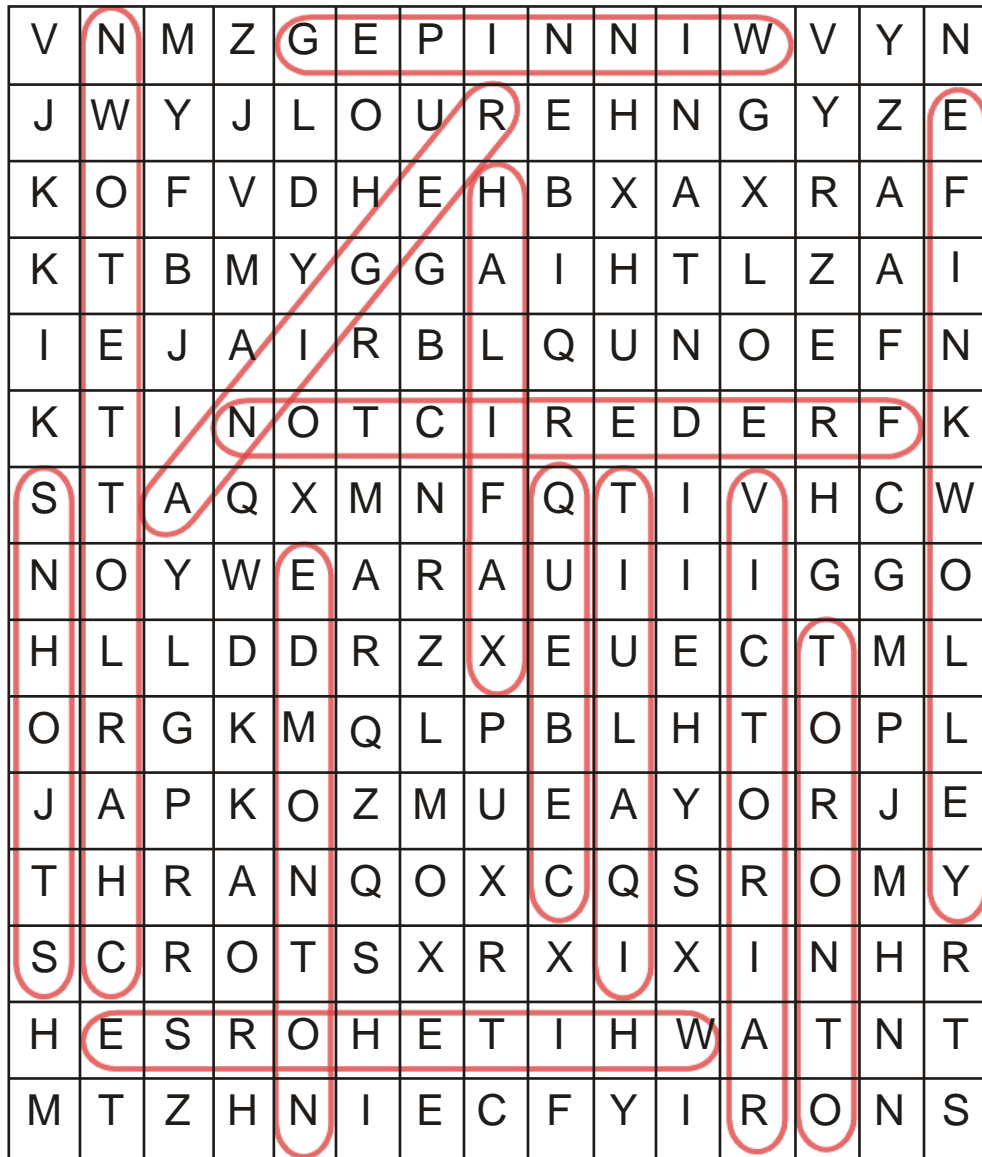 V N M Z G E P I N N I W V Y N
J W Y J L O U R E H N G Y Z E
K O F V D H E H B X A X R A F
K T B M Y G G A I H T L Z A I
I E J A I R B L Q U N O E F N
K T I N O T C I R E D E R F K
S T A Q X M N F Q T I V H C W
N O Y W E A R A U I I I G G O
H L L D D R Z X E U E C T M L
O R G K M Q L P B L H T O P L
J A P K O Z M U E A Y O R J E
T H R A N Q O X C Q S R O M Y
S C R O T S X R X I X I N H R
H E S R O H E T I H W A T N T
M T Z H N I E C F Y I R O N S